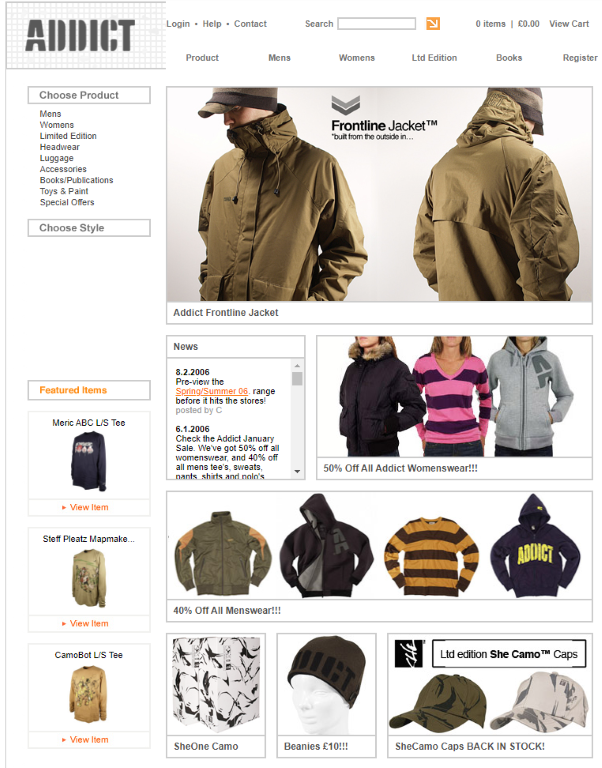 ADDICT
Login • Help • Contact
Search
0 items | £0.00 View Cart
Product Mens Womens Ltd Edition Books Register
Choose Product
Mens
Womens
Limited Edition
Headwear
Luggage
Accessories
Books/Publications
Toys & Paint
Special Offers
Choose Style
Frontline Jacket™
"built from the outside in...
Addict Frontline Jacket
News
8.2.2006
Pre-view the
Spring/Summer 06. range
before it hits the stores!
posted by C
6.1.2006
Check the Addict January
Sale. We've got 50% off all
womenswear, and 40% off
all mens tee's, sweats,
pants, shirts and polo's
50% Off All Addict Womenswear!!!
Featured Items
Meric ABC L/S Tee
View Item
Steff Pleatz Mapmake...
View Item
CamoBot L/S Tee
View Item
ADDICT
40% Off All Menswear!!!
SheOne Camo
ADDICT
Beanies £10!!!
Ltd edition She Camo™ Caps
SheCamo Caps BACK IN STOCK!